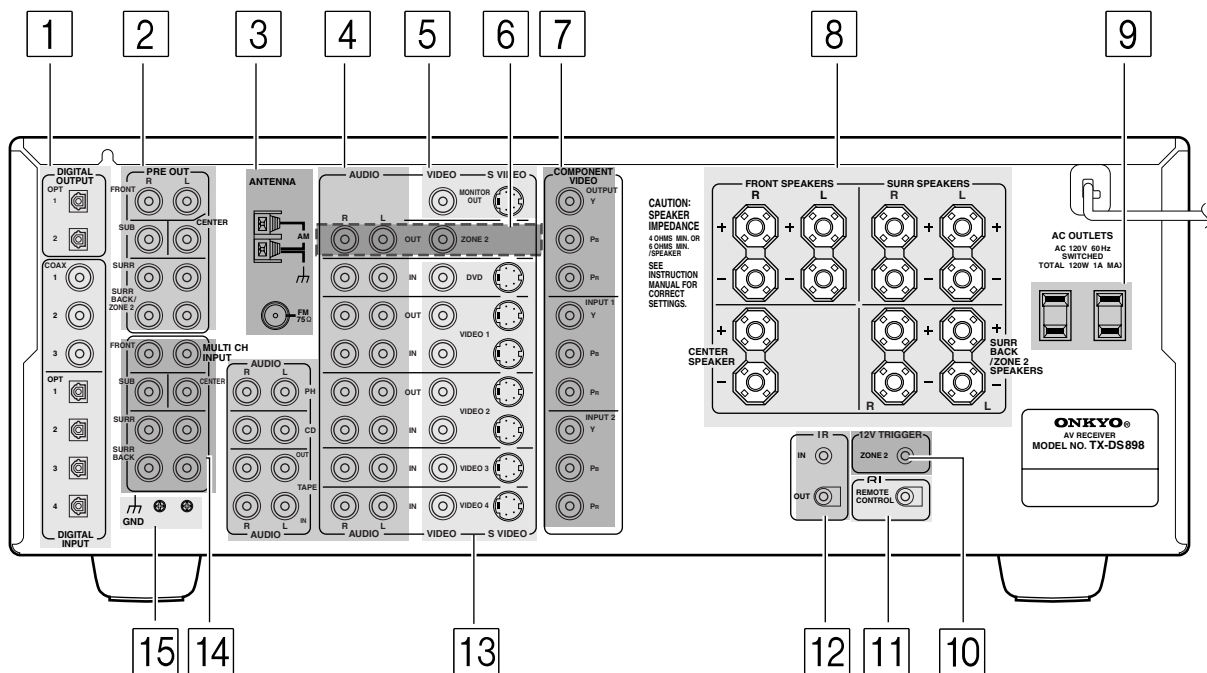 1 2 3 4 5 6 7 8 9
DIGITAL
OUTPUT
OPT
1
2
COAX
1
2
3
OPT
1
2
3
4
DIGITAL
INPUT
PRE OUT
R L
FRONT
SUB
CENTER
SURR
SURR
BACK/
ZONE 2
FRONT
MULTI CH
INPUT
SUB
CENTER
SURR
SURR
BACK
GND
ANTENNA
AM
FM
75Ω
AUDIO
R L
PH
CD
OUT
TAPE
IN
R L
AUDIO
AUDIO VIDEO S VIDEO
MONITOR
OUT
R L
OUT ZONE 2
IN DVD
OUT
VIDEO 1
IN
OUT
VIDEO 2
IN
IN VIDEO 3
IN VIDEO 4
R L
AUDIO VIDEO S VIDEO
COMPONENT
VIDEO
OUTPUT
Y
PB
PR
INPUT 1
Y
PB
PR
INPUT 2
Y
PB
PR
CAUTION:
SPEAKER
IMPEDANCE
4 OHMS MIN. OR
6 OHMS MIN.
/SPEAKER
SEE
INSTRUCTION
MANUAL FOR
CORRECT
SETTINGS.
FRONT SPEAKERS
R L
+ +
− −
SURR SPEAKERS
R L
+ +
− −
CENTER
SPEAKER
+
−
+ +
− −
SURR
BACK
/ZONE 2
SPEAKERS
R L
AC OUTLETS
AC 120V 60Hz
SWITCHED
TOTAL 120W 1A MAX
IR
IN
OUT
12V TRIGGER
ZONE 2
RI
REMOTE
CONTROL
ONKYO®
AV RECEIVER
MODEL NO. TX-DS898
15 14 13 12 11 10